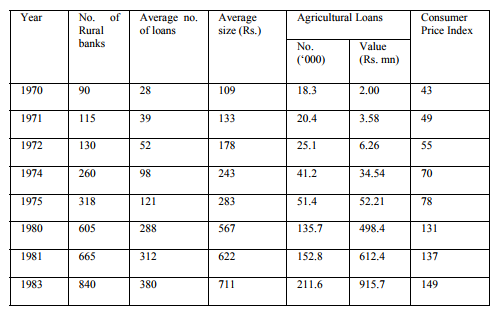 Year No. of Rural banks Average no. of loans Average size (Rs.) Agricultural Loans Consumer Price Index
No. (‘000) Value (Rs. mn)
1970 90 28 109 18.3 2.00 43
1971 115 39 133 20.4 3.58 49
1972 130 52 178 25.1 6.26 55
1974 260 98 243 41.2 34.54 70
1975 318 121 283 51.4 52.21 78
1980 605 288 567 135.7 498.4 131
1981 665 312 622 152.8 612.4 137
1983 840 380 711 211.6 915.7 149